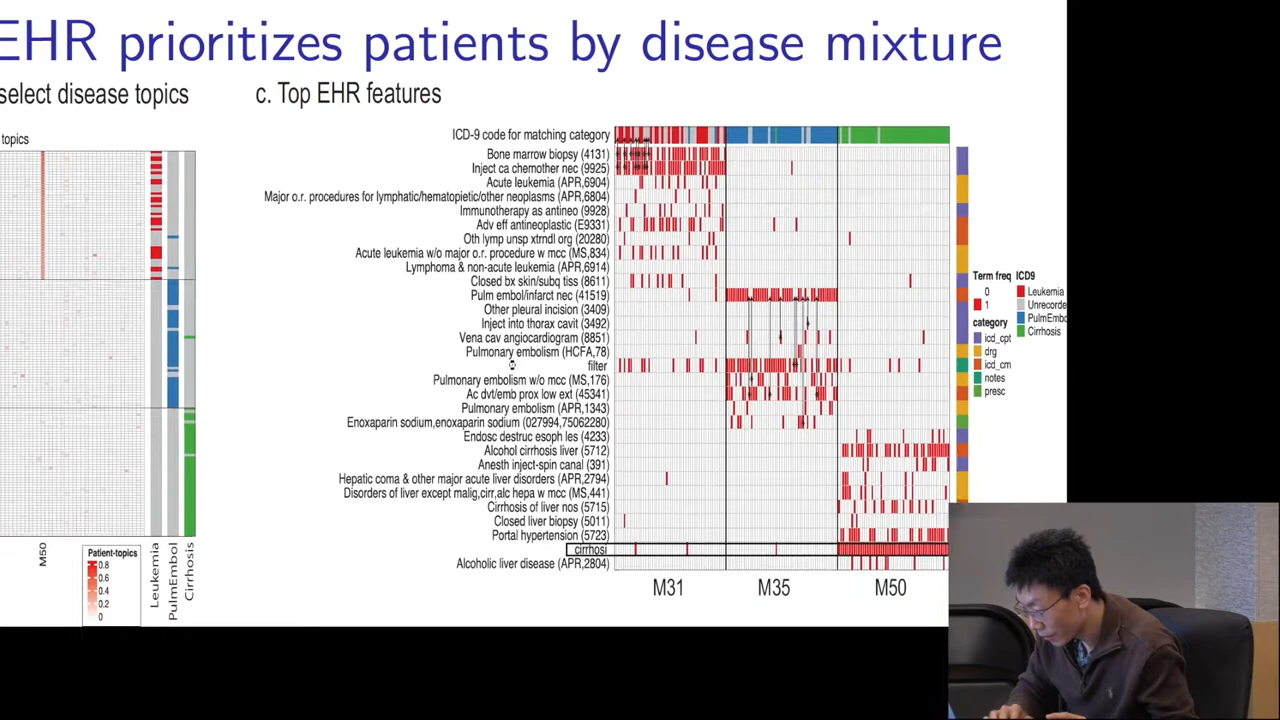 EHR prioritizes patients by disease mixture
select disease topics
c. Top EHR features
topics
ICD-9 code for matching category
Bone marrow biopsy (4131)
Inject ca chemother nec (9925)
Acute leukemia (APR,6904)
Major o.r. procedures for lymphatic/hematopietic/other neoplasms (APR,6804)
Immunotherapy as antineo (9928)
Adv eff antineoplastic (E9331)
Oth lymp unsp xtrndl org (20280)
Acute leukemia w/o major o.r. procedure w mcc (MS,834)
Lymphoma & non-acute leukemia (APR,6914)
Closed bx skin/subq tiss (8611)
Pulm embol/infarct nec (41519)
Other pleural incision (3409)
Inject into thorax cavit (3492)
Vena cav angiocardiogram (8851)
Pulmonary embolism (HCFA,78)
filter
Pulmonary embolism w/o mcc (MS,176)
Ac dvt/emb prox low ext (45341)
Pulmonary embolism (APR,1343)
Enoxaparin sodium,enoxaparin sodium (027994,75062280)
Endosc destruc esoph les (4233)
Alcohol cirrhosis liver (5712)
Anesth inject-spin canal (391)
Hepatic coma & other major acute liver disorders (APR,2794)
Disorders of liver except malig,cirr,alc hepa w mcc (MS,441)
Cirrhosis of liver nos (5715)
Closed liver biopsy (5011)
Portal hypertension (5723)
cirrhosi
Alcoholic liver disease (APR,2804)
M31
M35
M50
Term freq
0
1
category
icd_cpt
drg
icd_cm
notes
presc
ICD9
Leukemia
Unrecorde
PulmEmbo
Cirrhosis
M50
Patient-topics
0.8
0.6
0.4
0.2
0
Leukemia
PulmEmbol
Cirrhosis